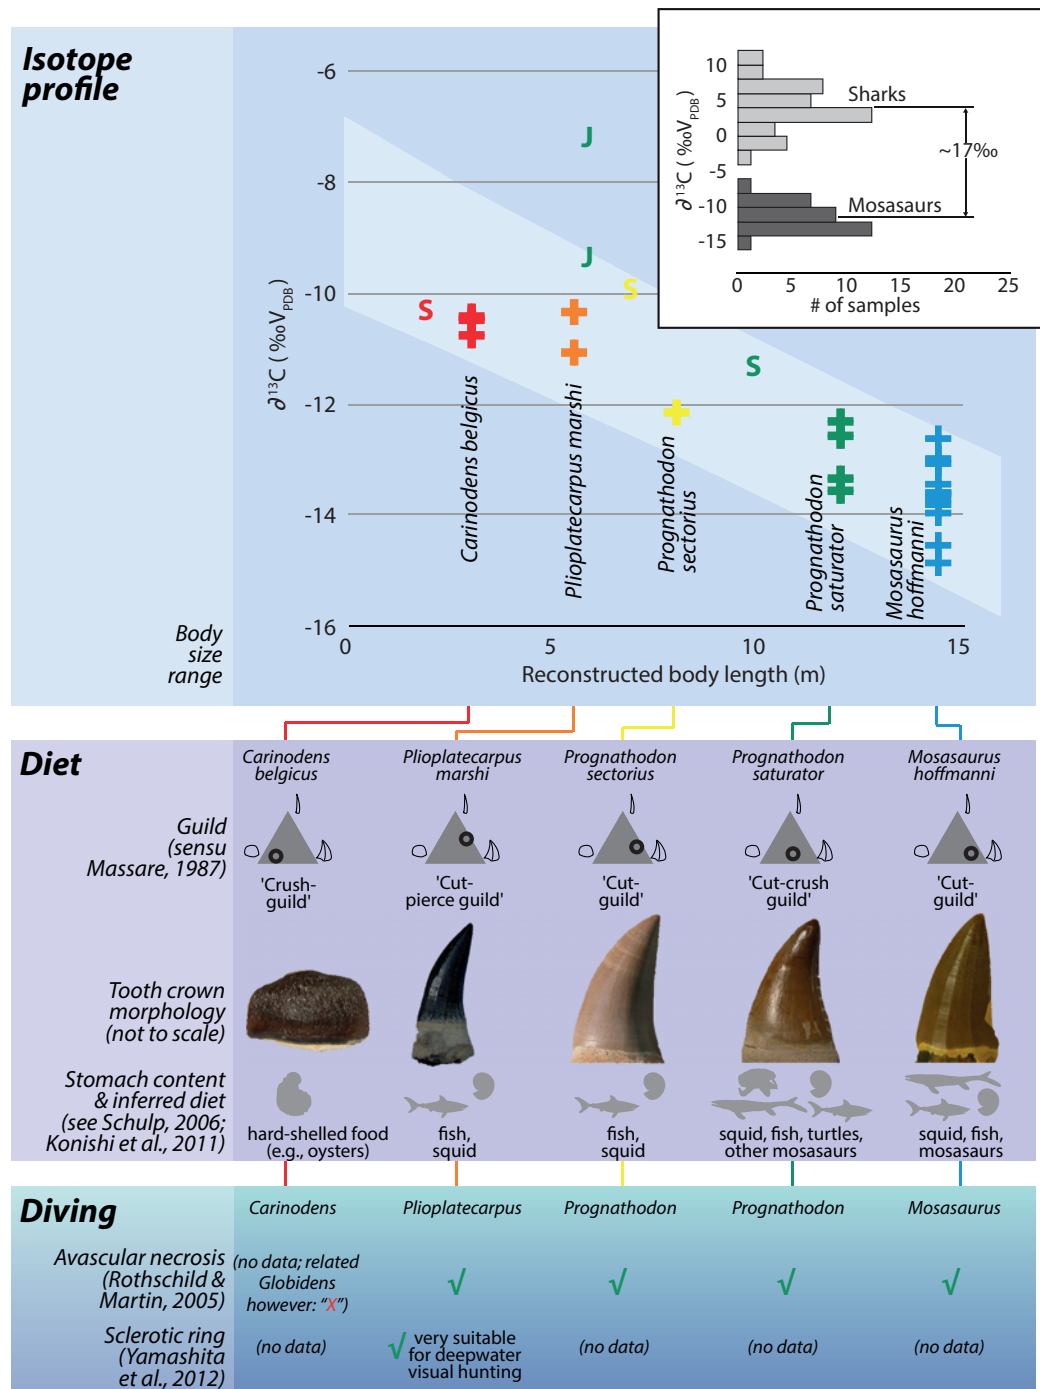 Isotope
profile
-6
-8
-10
-12
-14
-16
∂13C ( ‰VPDB)
J
J
S
S
S
Carinodens belgicus
Plioplatecarpus marshi
Prognathodon
sectorius
Prognathodon
saturator
Mosasaurus
hoffmanni
10
5
0
-5
-10
-15
∂13C ( ‰VPDB)
Sharks
~17‰
Mosasaurs
0 5 10 15 20 25
# of samples
Body
size
range
0 5 10 15
Reconstructed body length (m)
Diet
Carinodens
belgicus
Plioplatecarpus
marshi
Prognathodon
sectorius
Prognathodon
saturator
Mosasaurus
hoffmanni
Guild
(sensu
Massare, 1987)
'Crush-
guild'
'Cut-
pierce guild'
'Cut-
guild'
'Cut-crush
guild'
'Cut-
guild'
Tooth crown
morphology
(not to scale)
Stomach content
& inferred diet
(see Schulp, 2006;
Konishi et al., 2011)
hard-shelled food
(e.g., oysters)
fish,
squid
fish,
squid
squid, fish, turtles,
other mosasaurs
squid, fish,
mosasaurs
Diving
Carinodens
Plioplatecarpus
Prognathodon
Prognathodon
Mosasaurus
Avascular necrosis
(Rothschild &
Martin, 2005)
(no data; related
Globidens
however: “X”)
√
√
√
√
Sclerotic ring
(Yamashita
et al., 2012)
(no data)
√ very suitable
for deepwater
visual hunting
(no data)
(no data)
(no data)